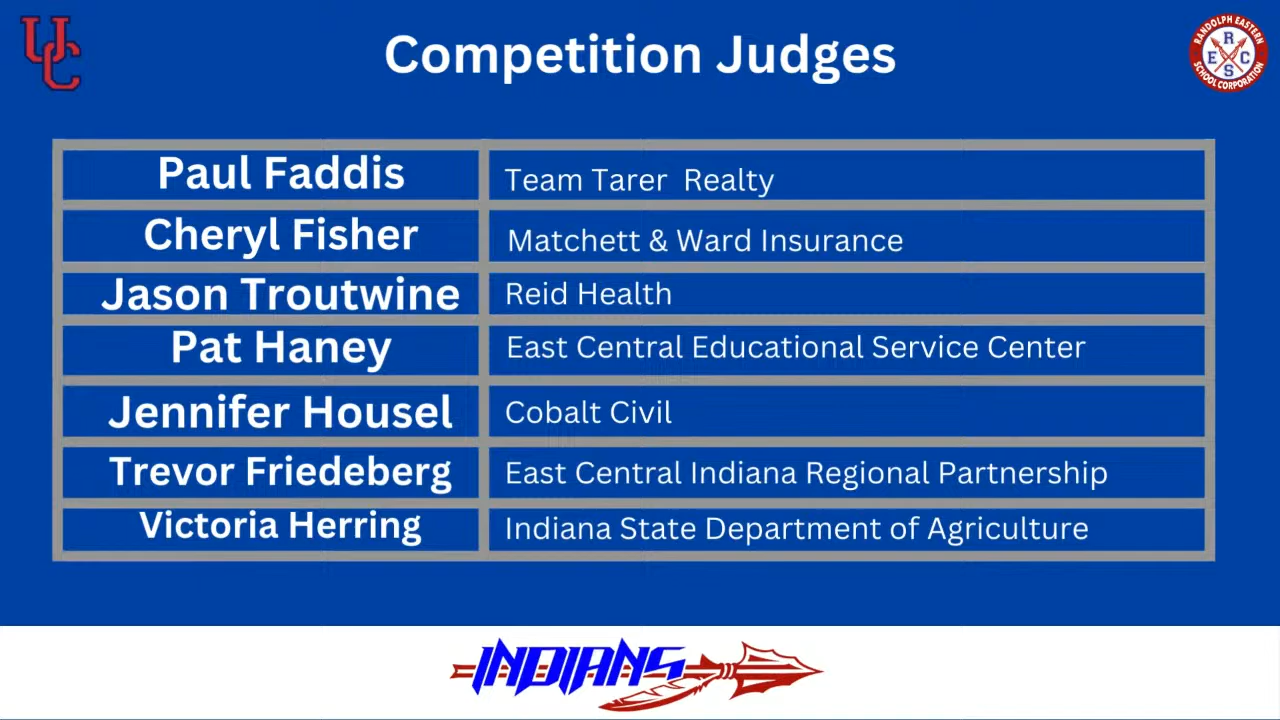 UC
Competition Judges
RANDOLPH EASTERN
R
E S C
SCHOOL CORPORATION
Paul Faddis Team Tarer Realty
Cheryl Fisher Matchett & Ward Insurance
Jason Troutwine Reid Health
Pat Haney East Central Educational Service Center
Jennifer Housel Cobalt Civil
Trevor Friedeberg East Central Indiana Regional Partnership
Victoria Herring Indiana State Department of Agriculture
INDIANS